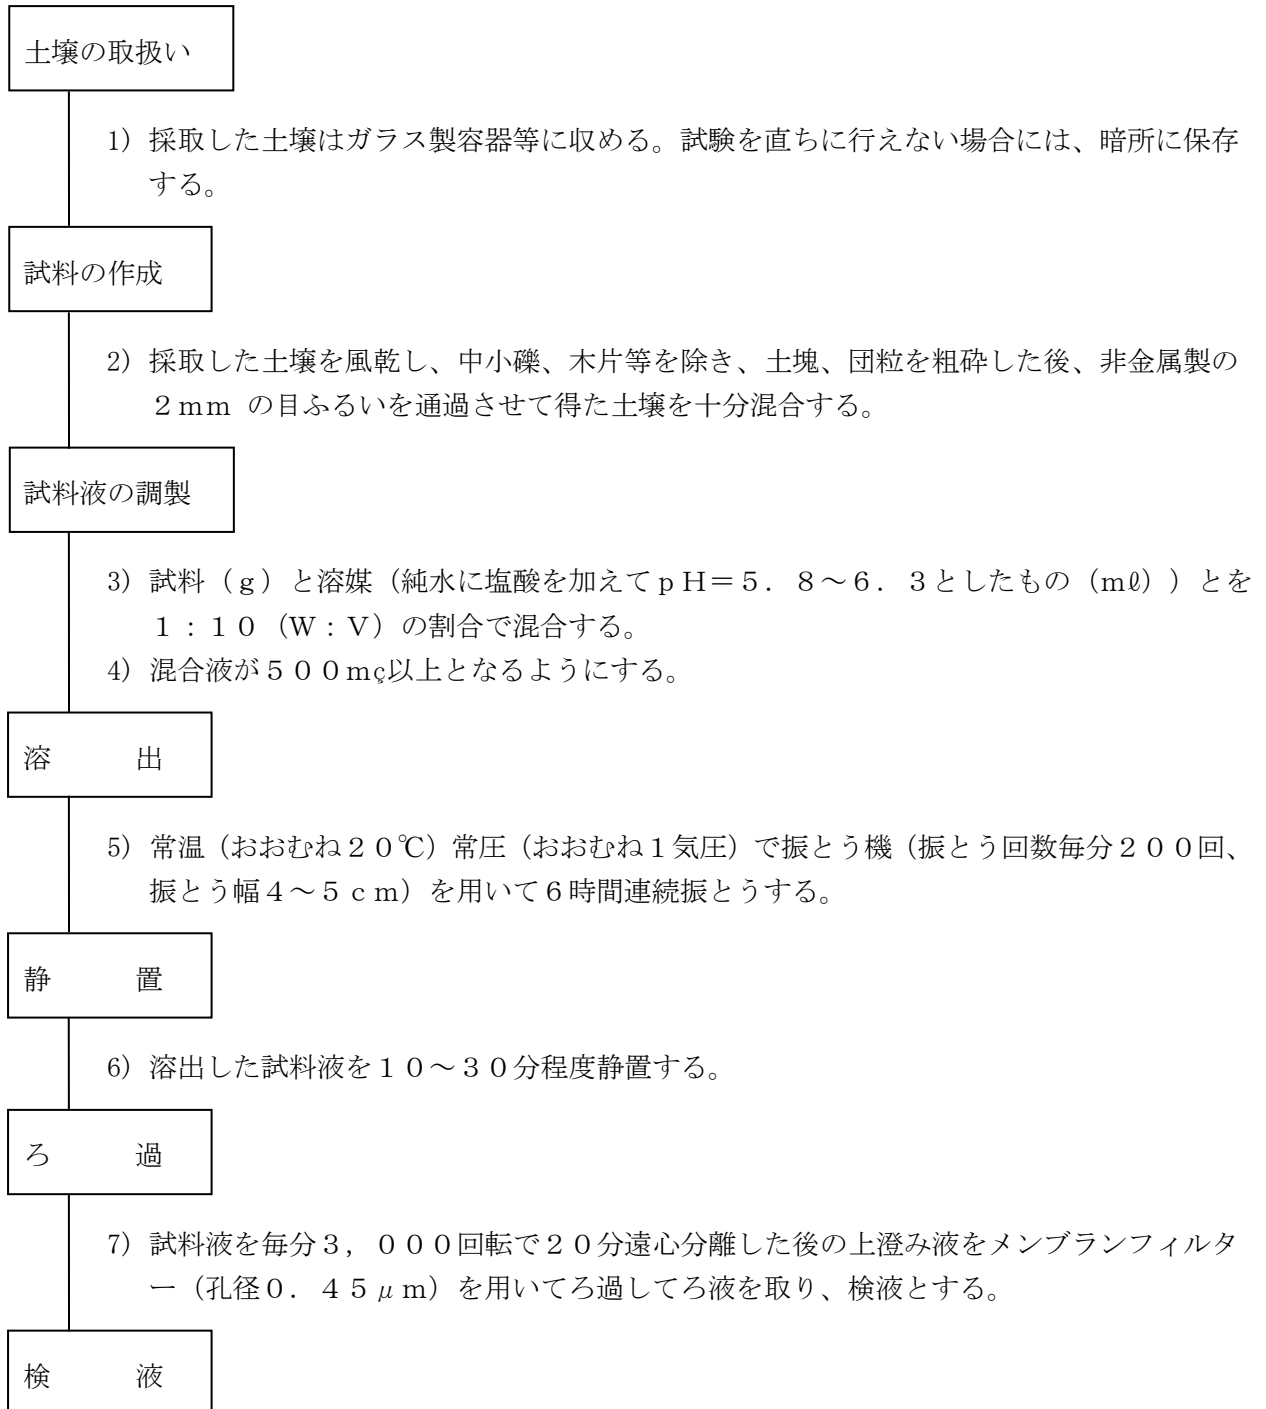 土壌の取扱い
1) 採取した土壌はガラス製容器等に収める。試験を直ちに行えない場合には、暗所に保存
する。
試料の作成
2) 採取した土壌を風乾し、中小礫、木片等を除き、土塊、団粒を粗砕した後、非金属製の
２mm の目ふるいを通過させて得た土壌を十分混合する。
試料液の調製
3) 試料（ｇ）と溶媒（純水に塩酸を加えてｐＨ＝５．８～６．３としたもの（mℓ））とを
１：１０（W：V）の割合で混合する。
4) 混合液が５００mç以上となるようにする。
溶　　出
5) 常温（おおむね２０℃）常圧（おおむね１気圧）で振とう機（振とう回数毎分２００回、
振とう幅４～５ｃｍ）を用いて６時間連続振とうする。
静　　置
6) 溶出した試料液を１０～３０分程度静置する。
ろ　　過
7) 試料液を毎分３，０００回転で２０分遠心分離した後の上澄み液をメンブランフィルタ
ー（孔径０．４５μｍ）を用いてろ過してろ液を取り、検液とする。
検　　液